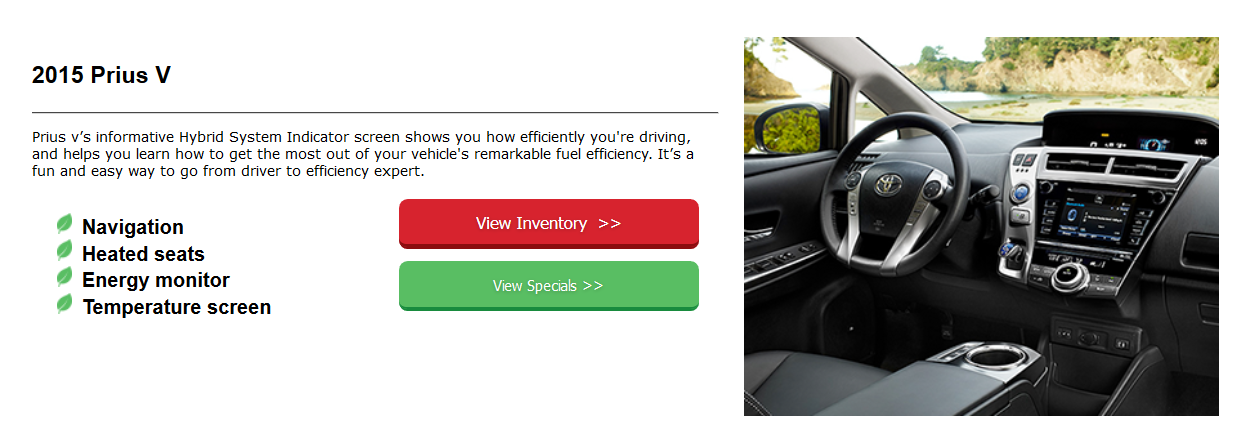 2015 Prius V
Prius v’s informative Hybrid System Indicator screen shows you how efficiently you're driving,
and helps you learn how to get the most out of your vehicle's remarkable fuel efficiency. It’s a
fun and easy way to go from driver to efficiency expert.
Navigation
Heated seats
Energy monitor
Temperature screen
View Inventory >>
View Specials >>